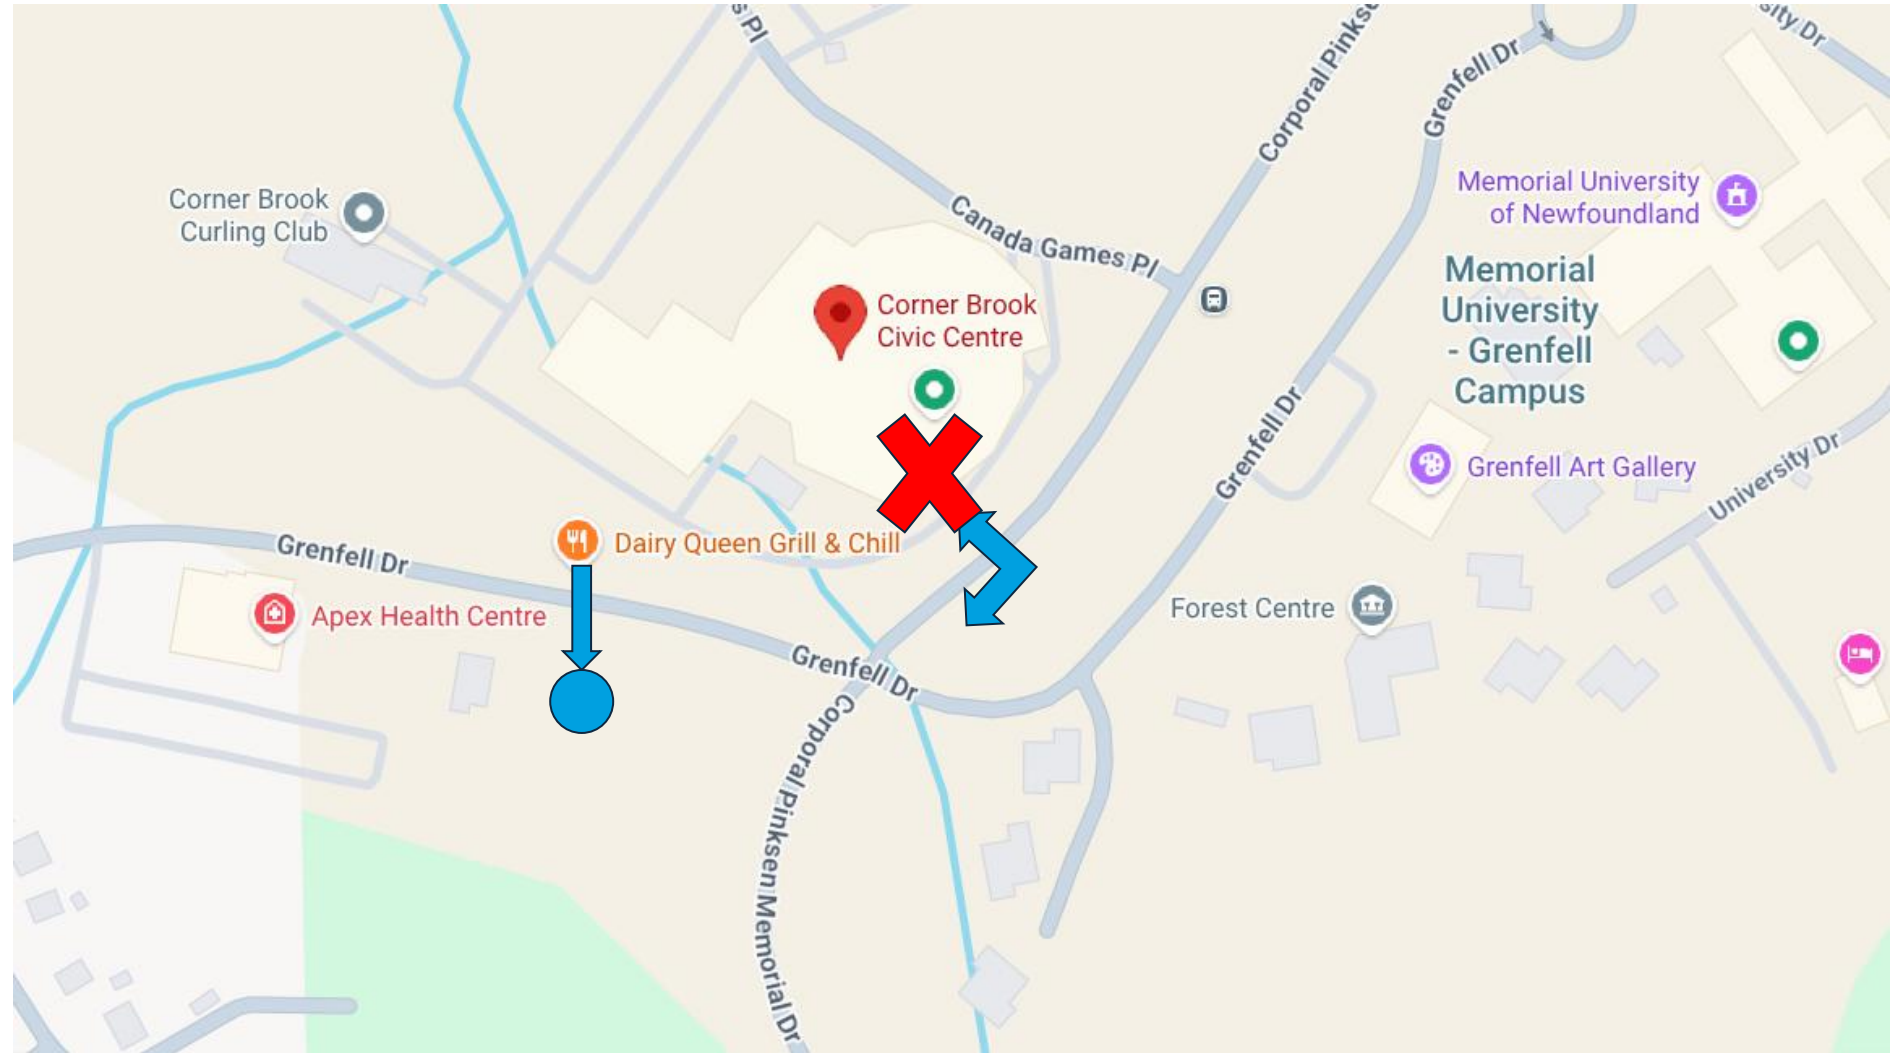 s Pl
Corporal Pinkse
Grenfell Dr
sity Dr
Corner Brook
Curling Club
Canada Games Pl
Memorial University
of Newfoundland
Memorial
University
- Grenfell
Campus
Corner Brook
Civic Centre
Grenfell Dr
Grenfell Art Gallery
University Dr
Grenfell Dr
Dairy Queen Grill & Chill
Apex Health Centre
Forest Centre
Grenfell Dr
Corporal Pinksen Memorial Dr